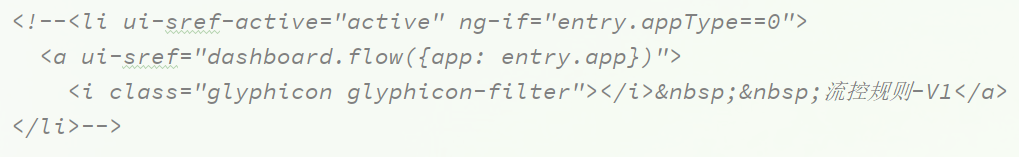 <!--<li ui-sref-active="active" ng-if="entry.appType==0">
<a ui-sref="dashboard.flow({app: entry.app})">
<i class="glyphicon glyphicon-filter"></i>&nbsp;&nbsp;流控规则-V1</a>
</li>-->